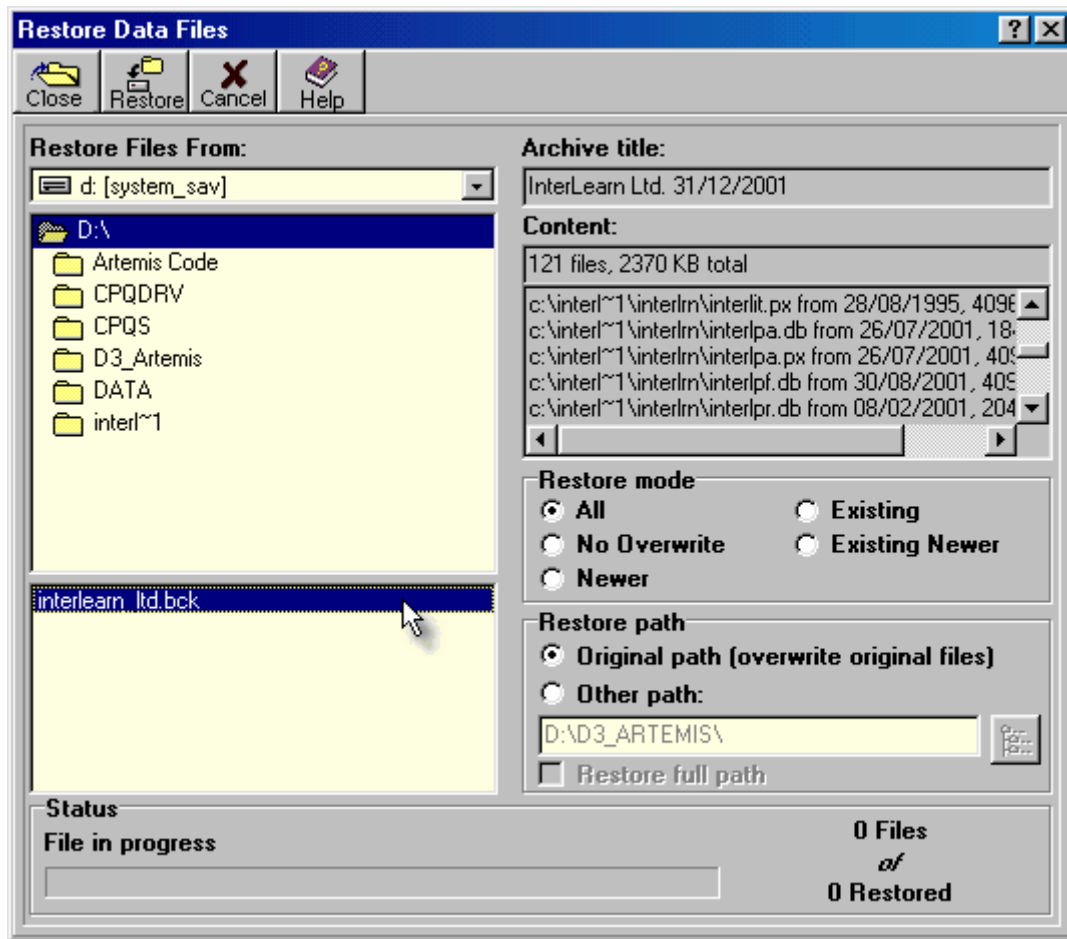 Restore Data Files
Close Restore Cancel Help
Restore Files From:
d: [system_sav]
D:\
Artemis Code
CPQDRV
CPQS
D3_Artemis
DATA
interl~1
interlearn_ltd.bck
Archive title:
InterLearn Ltd. 31/12/2001
Content:
121 files, 2370 KB total
c:\interl~1\interlrn\interlit.px from 28/08/1995, 4096
c:\interl~1\interlrn\interlpa.db from 26/07/2001, 18
c:\interl~1\interlrn\interlpa.px from 26/07/2001, 409
c:\interl~1\interlrn\interlpf.db from 30/08/2001, 409
c:\interl~1\interlrn\interlpr.db from 08/02/2001, 204
Restore mode
All Existing
No Overwrite Existing Newer
Newer
Restore path
Original path (overwrite original files)
Other path:
D:\D3_ARTEMIS\
Restore full path
Status
File in progress
0 Files
of
0 Restored